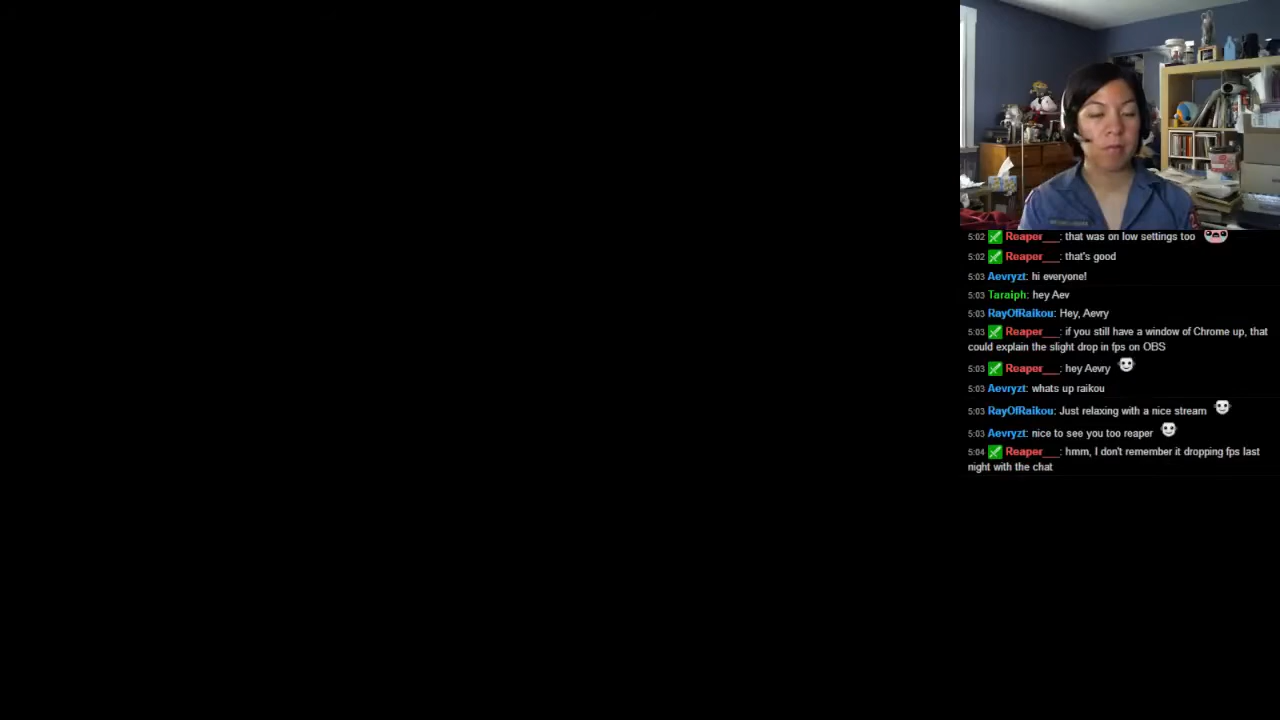 5:02 Reaper___: that was on low settings too
5:02 Reaper___: that's good
5:03 Aevryzt: hi everyone!
5:03 Taraiph: hey Aev
5:03 RayOfRaikou: Hey, Aevry
5:03 Reaper___: if you still have a window of Chrome up, that
could explain the slight drop in fps on OBS
5:03 Reaper___: hey Aevry
5:03 Aevryzt: whats up raikou
5:03 RayOfRaikou: Just relaxing with a nice stream
5:03 Aevryzt: nice to see you too reaper
5:04 Reaper___: hmm, I don't remember it dropping fps last
night with the chat